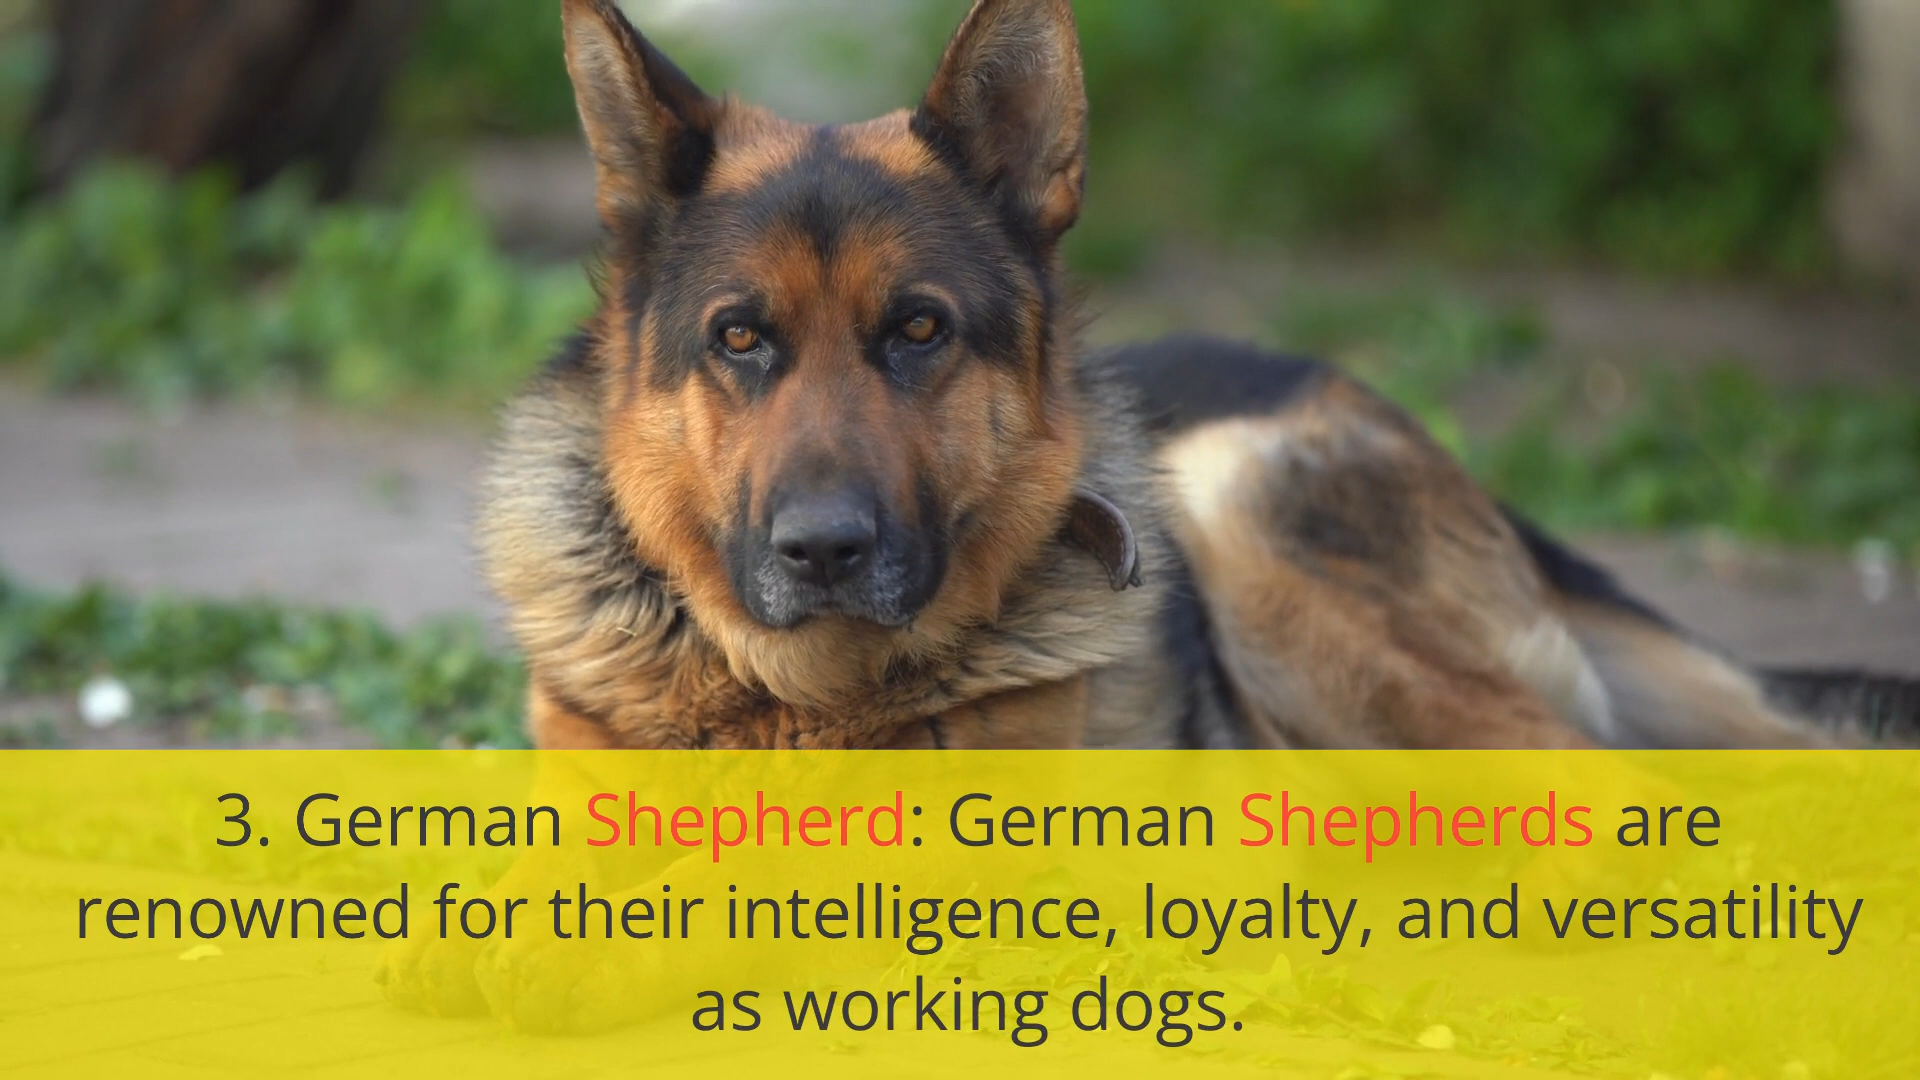 3. German Shepherd: German Shepherds are
renowned for their intelligence, loyalty, and versatility
as working dogs.